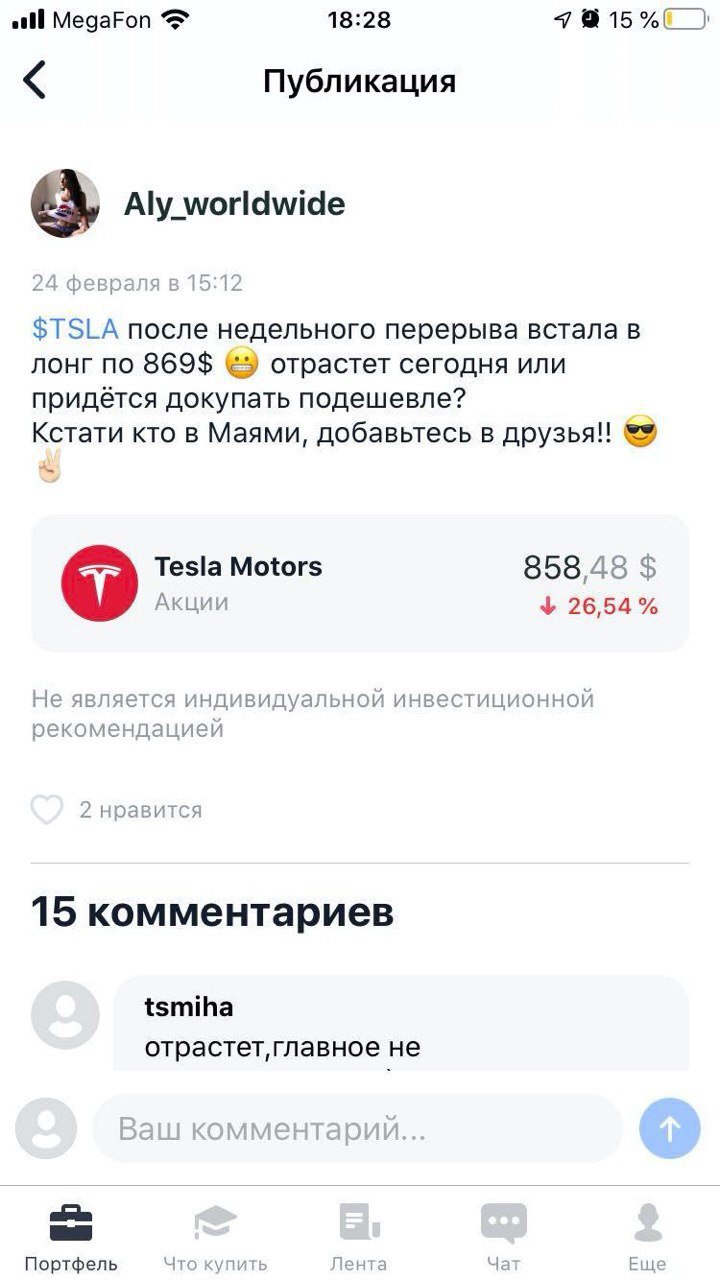 MegaFon 18:28 15 %
Публикация
Aly_worldwide
24 февраля в 15:12
$TSLA после недельного перерыва встала в
лонг по 869$ 😬 отрастет сегодня или
придётся докупать подешевле?
Кстати кто в Маями, добавьтесь в друзья!! 😎
✌🏻
Tesla Motors 858,48 $
Акции ↓ 26,54 %
Не является индивидуальной инвестиционной
рекомендацией
2 нравится
15 комментариев
tsmiha
отрастет,главное не
Ваш комментарий...
Портфель Что купить Лента Чат Еще